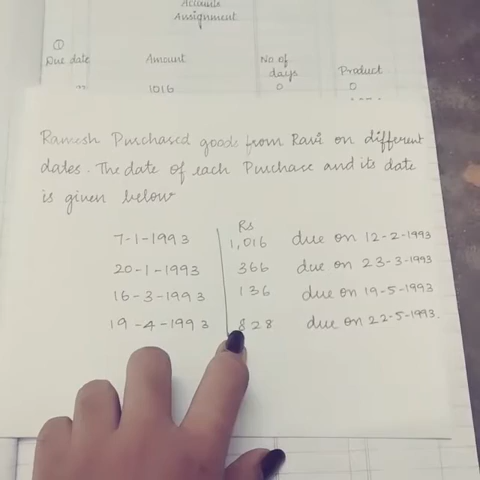 Accounts
Assignment
①
Due date Amount No of days Product
1016 0 0
Ramesh Purchased goods from Ravi on different
dates. The date of each Purchase and its date
is given below
Rs
7-1-1993 1,016 due on 12-2-1993
20-1-1993 366 due on 23-3-1993
16-3-1993 136 due on 19-5-1993
19-4-1993 828 due on 22-5-1993.